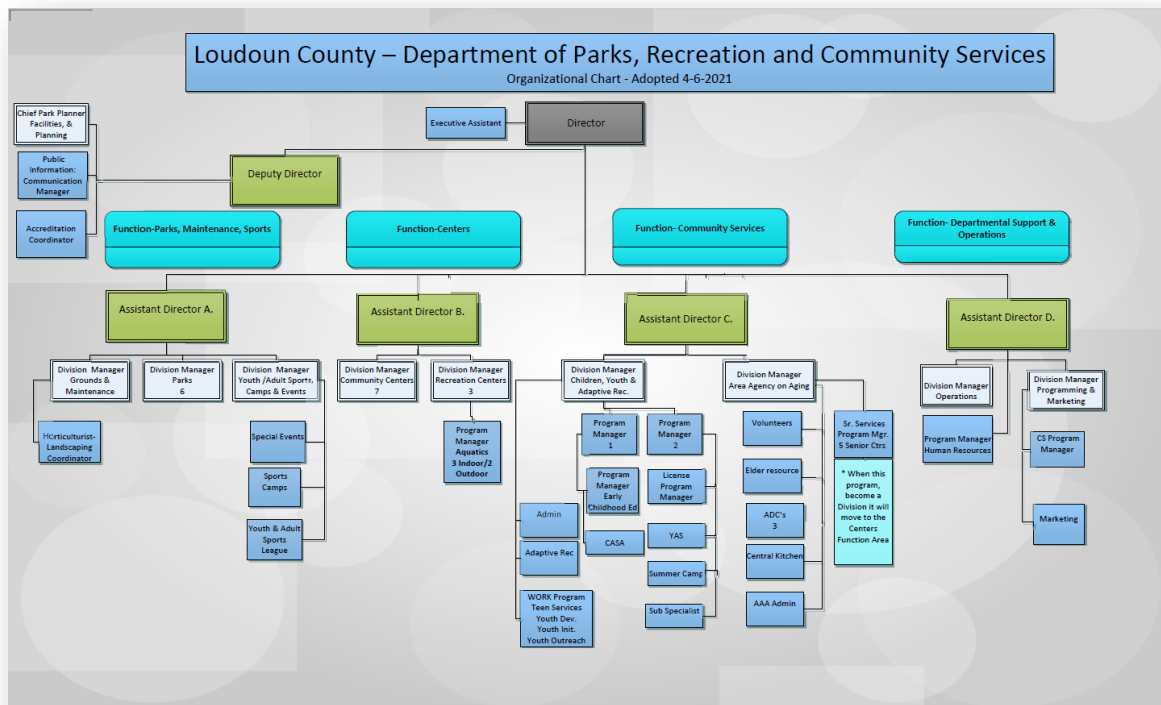 Loudoun County – Department of Parks, Recreation and Community Services
Organizational Chart - Adopted 4-6-2021
Chief Park Planner
Facilities, &
Planning
Public
Information:
Communication
Manager
Accreditation
Coordinator
Executive Assistant
Director
Deputy Director
Function-Parks, Maintenance, Sports
Function-Centers
Function- Community Services
Function- Departmental Support &
Operations
Assistant Director A.
Assistant Director B.
Assistant Director C.
Assistant Director D.
Division Manager
Grounds &
Maintenance
Division Manager
Parks
6
Division Manager
Youth /Adult Sports,
Camps & Events
Division Manager
Community Centers
7
Division Manager
Recreation Centers
3
Division Manager
Children, Youth &
Adaptive Rec.
Division Manager
Area Agency on Aging
Division Manager
Operations
Division Manager
Programming &
Marketing
Horticulturist-
Landscaping
Coordinator
Special Events
Sports
Camps
Youth & Adult
Sports
League
Program
Manager
Aquatics
3 Indoor/2
Outdoor
Admin
Adaptive Rec
WORK Program
Teen Services
Youth Dev.
Youth Init.
Youth Outreach
Program
Manager
1
Program
Manager
Early
Childhood Ed
CASA
Program
Manager
2
License
Program
Manager
YAS
Summer Camp
Sub Specialist
Volunteers
Elder resource
ADC's
3
Central Kitchen
AAA Admin
Sr. Services
Program Mgr.
5 Senior Ctrs
* When this
program,
become a
Division it will
move to the
Centers
Function Area
Program Manager
Human Resources
CS Program
Manager
Marketing